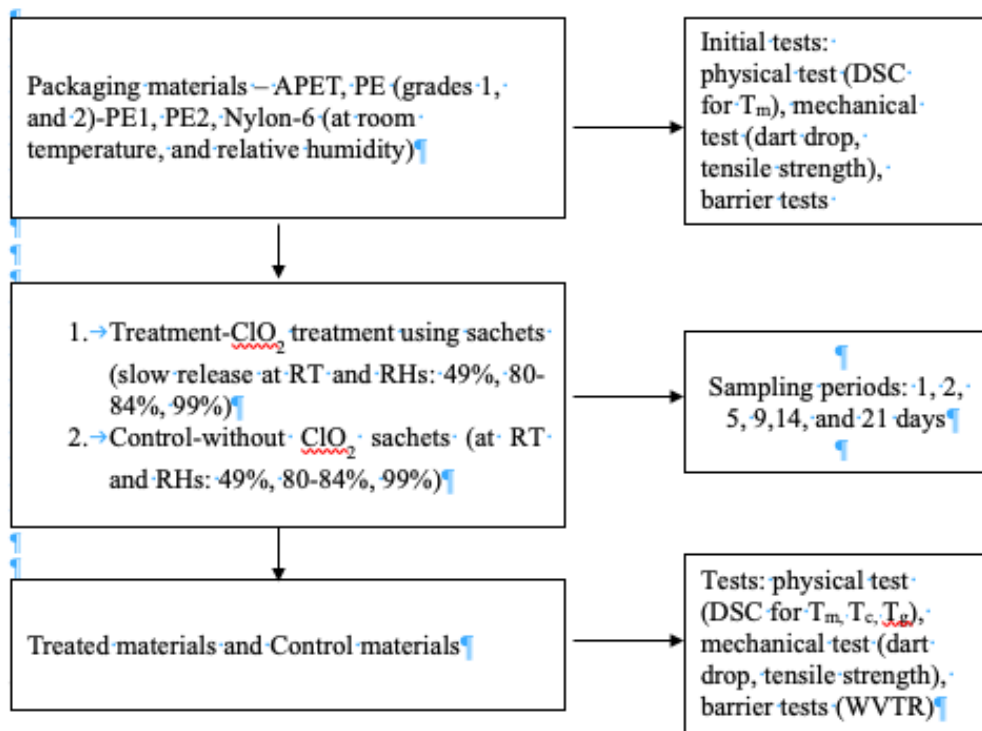 Packaging materials – APET, PE (grades 1,
and 2)-PE1, PE2, Nylon-6 (at room
temperature, and relative humidity)¶
Initial tests:
physical test (DSC
for Tm), mechanical
test (dart drop,
tensile strength),
barrier tests
1.→Treatment-ClO2 treatment using sachets
(slow release at RT and RHs: 49%, 80-
84%, 99%)¶
2.→Control-without ClO2 sachets (at RT
and RHs: 49%, 80-84%, 99%)¶
¶
Sampling periods: 1, 2,
5, 9,14, and 21 days¶
¶
Treated materials and Control materials¶
Tests: physical test
(DSC for Tm, Tc, Tg),
mechanical test (dart
drop, tensile strength),
barrier tests (WVTR)¶